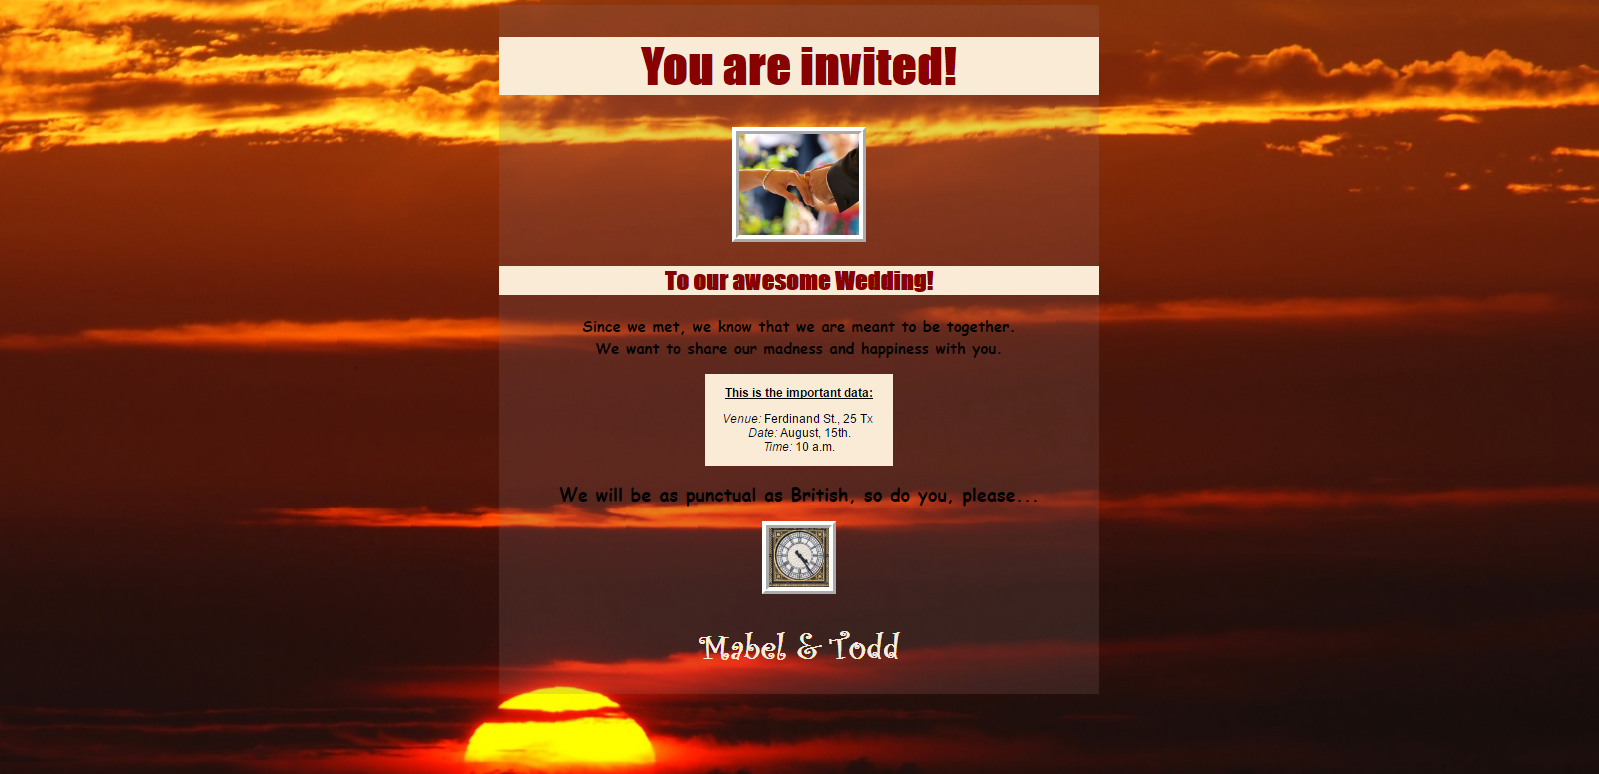 You are invited!
To our awesome Wedding!
Since we met, we know that we are meant to be together.
We want to share our madness and happiness with you.
This is the important data:
Venue: Ferdinand St., 25 Tx
Date: August, 15th.
Time: 10 a.m.
We will be as punctual as British, so do you, please...
Mabel & Todd